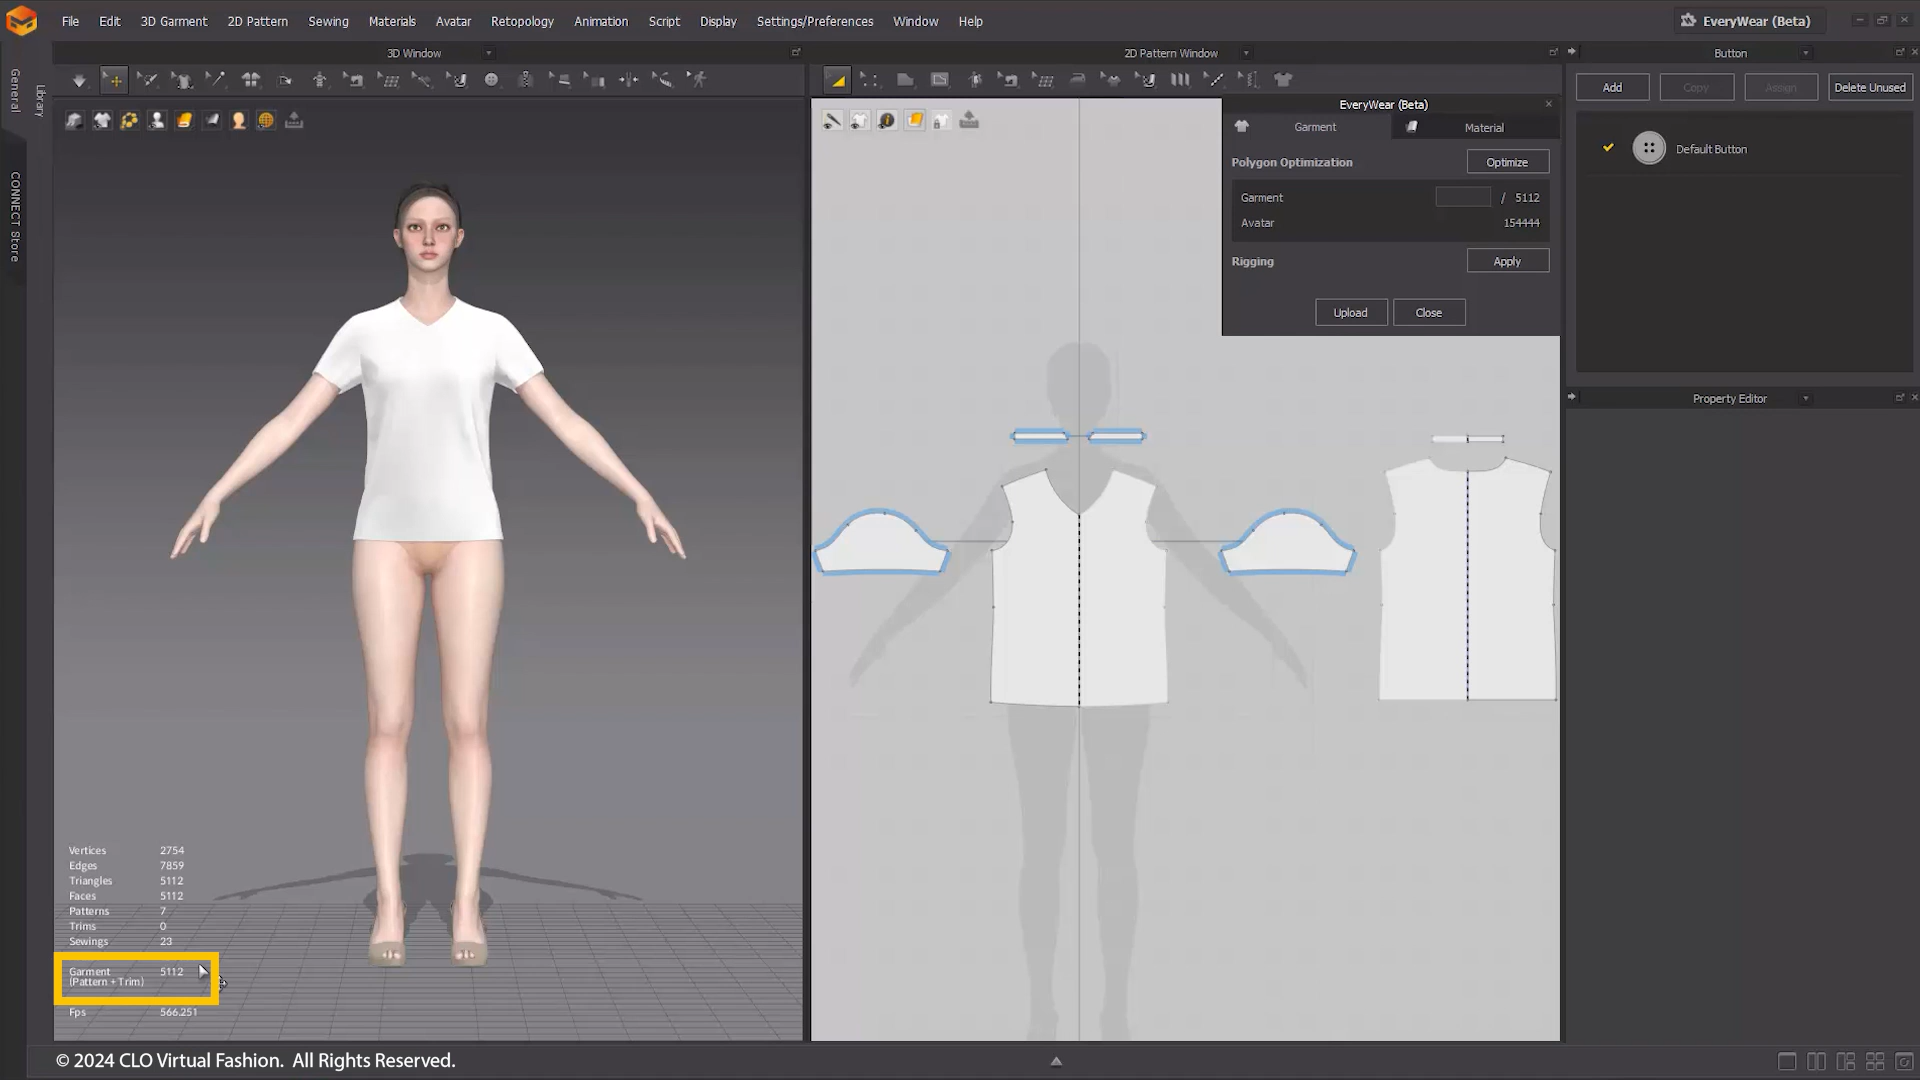 File Edit 3D Garment 2D Pattern Sewing Materials Avatar Retopology Animation Script Display Settings/Preferences Window Help EveryWear (Beta)
3D Window
2D Pattern Window
Button
General
Library
CONNECT Store
Add Copy Assign Delete Unused
Default Button
EveryWear (Beta)
Garment Material
Polygon Optimization Optimize
Garment / 5112
Avatar 154444
Rigging Apply
Upload Close
Property Editor
Vertices 2754
Edges 7859
Triangles 5112
Faces 5112
Patterns 7
Trims 0
Sewings 23
Garment 5112
(Pattern + Trim)
Fps 566.251
© 2024 CLO Virtual Fashion. All Rights Reserved.